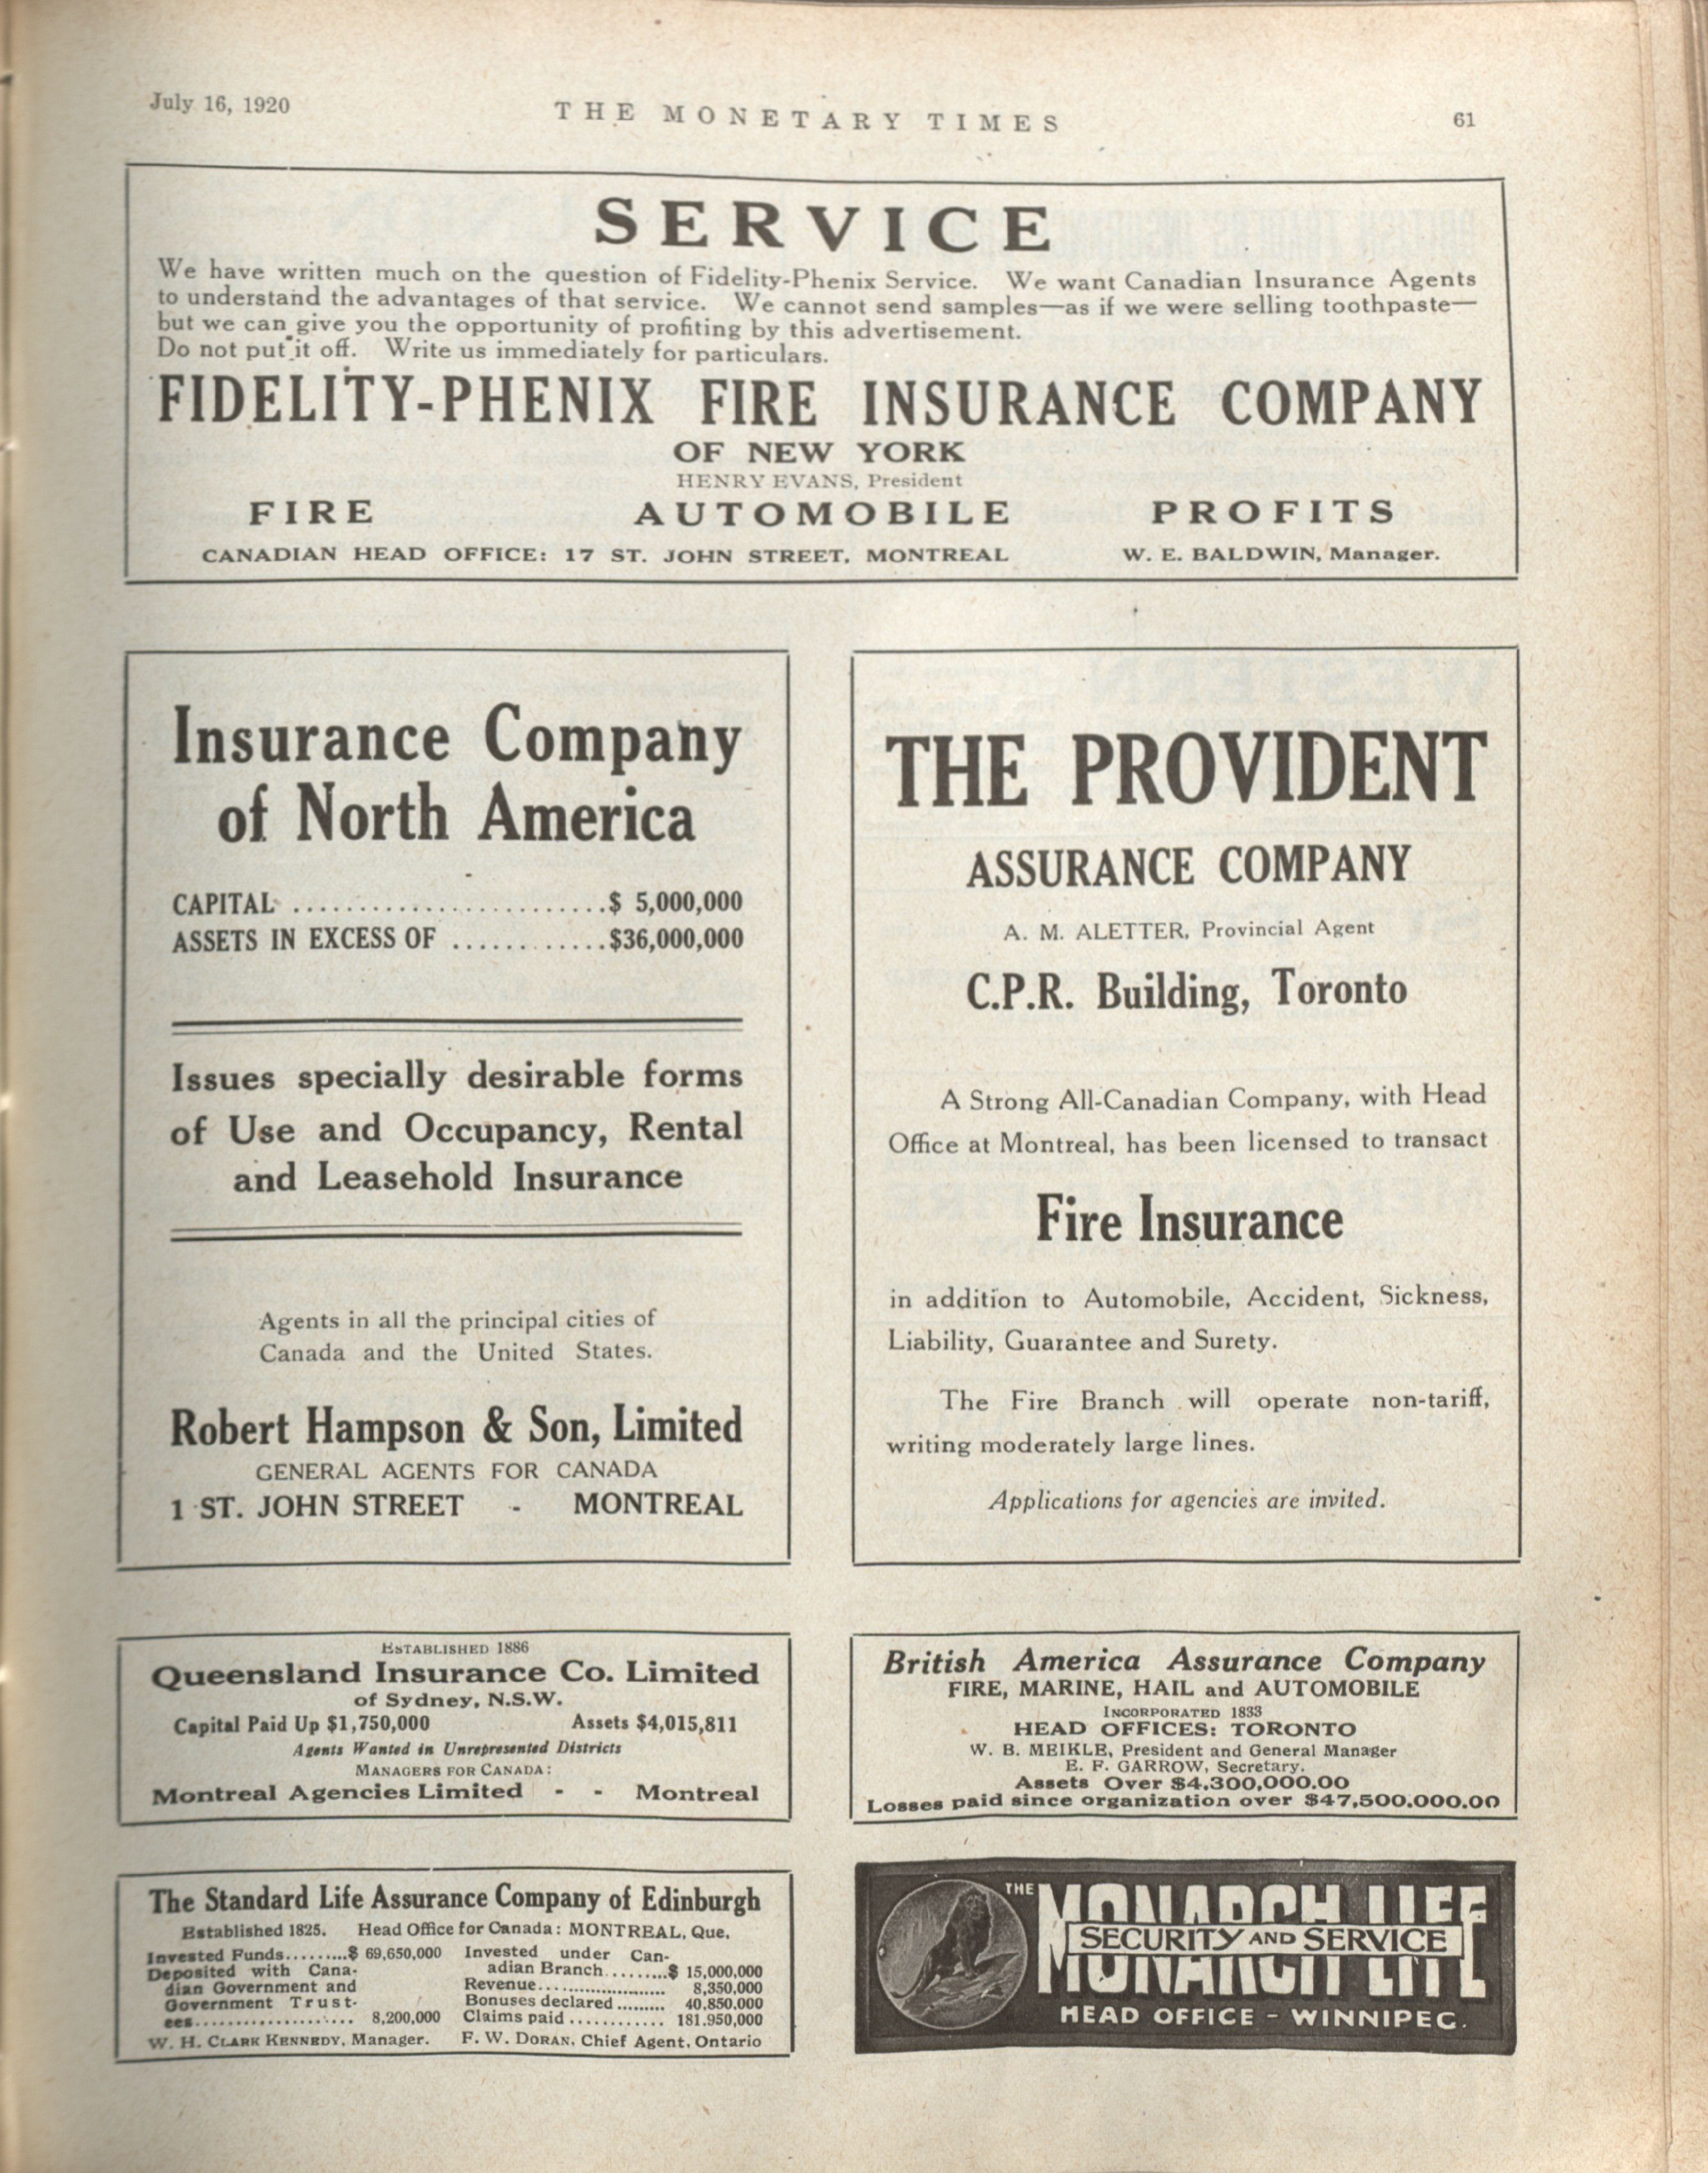 July 16, 1920
THE MONETARY TIMES
61
SERVICE
We have written much on the question of Fidelity-Phenix Service. We want Canadian Insurance Agents
to understand the advantages of that service. We cannot send samples—as if we were selling toothpaste—
but we can give you the opportunity of profiting by this advertisement.
Do not put it off. Write us immediately for particulars.
FIDELITY-PHENIX FIRE INSURANCE COMPANY
OF NEW YORK
HENRY EVANS, President
FIRE AUTOMOBILE PROFITS
CANADIAN HEAD OFFICE: 17 ST. JOHN STREET, MONTREAL W. E. BALDWIN, Manager.
Insurance Company
of North America
CAPITAL ........................$ 5,000,000
ASSETS IN EXCESS OF ............$36,000,000
Issues specially desirable forms
of Use and Occupancy, Rental
and Leasehold Insurance
Agents in all the principal cities of
Canada and the United States.
Robert Hampson & Son, Limited
GENERAL AGENTS FOR CANADA
1 ST. JOHN STREET - MONTREAL
THE PROVIDENT
ASSURANCE COMPANY
A. M. ALETTER, Provincial Agent
C.P.R. Building, Toronto
A Strong All-Canadian Company, with Head
Office at Montreal, has been licensed to transact
Fire Insurance
in addition to Automobile, Accident, Sickness,
Liability, Guarantee and Surety.
The Fire Branch will operate non-tariff,
writing moderately large lines.
Applications for agencies are invited.
ESTABLISHED 1886
Queensland Insurance Co. Limited
of Sydney, N.S.W.
Capital Paid Up $1,750,000 Assets $4,015,811
Agents Wanted in Unrepresented Districts
MANAGERS FOR CANADA:
Montreal Agencies Limited - - Montreal
British America Assurance Company
FIRE, MARINE, HAIL and AUTOMOBILE
INCORPORATED 1833
HEAD OFFICES: TORONTO
W. B. MEIKLE, President and General Manager
E. F. GARROW, Secretary.
Assets Over $4,300,000.00
Losses paid since organization over $47,500,000.00
The Standard Life Assurance Company of Edinburgh
Established 1825. Head Office for Canada: MONTREAL, Que.
Invested Funds.........$ 69,650,000
Deposited with Cana-
dian Government and
Government Trust-
ees.................... 8,200,000
Invested under Can-
adian Branch.........$ 15,000,000
Revenue..................... 8,350,000
Bonuses declared......... 40,850,000
Claims paid............ 181,950,000
W. H. CLARK KENNEDY, Manager. F. W. DORAN, Chief Agent, Ontario
THE
MONARCH LIFE
SECURITY AND SERVICE
MONARCH LIFE
HEAD OFFICE - WINNIPEG.